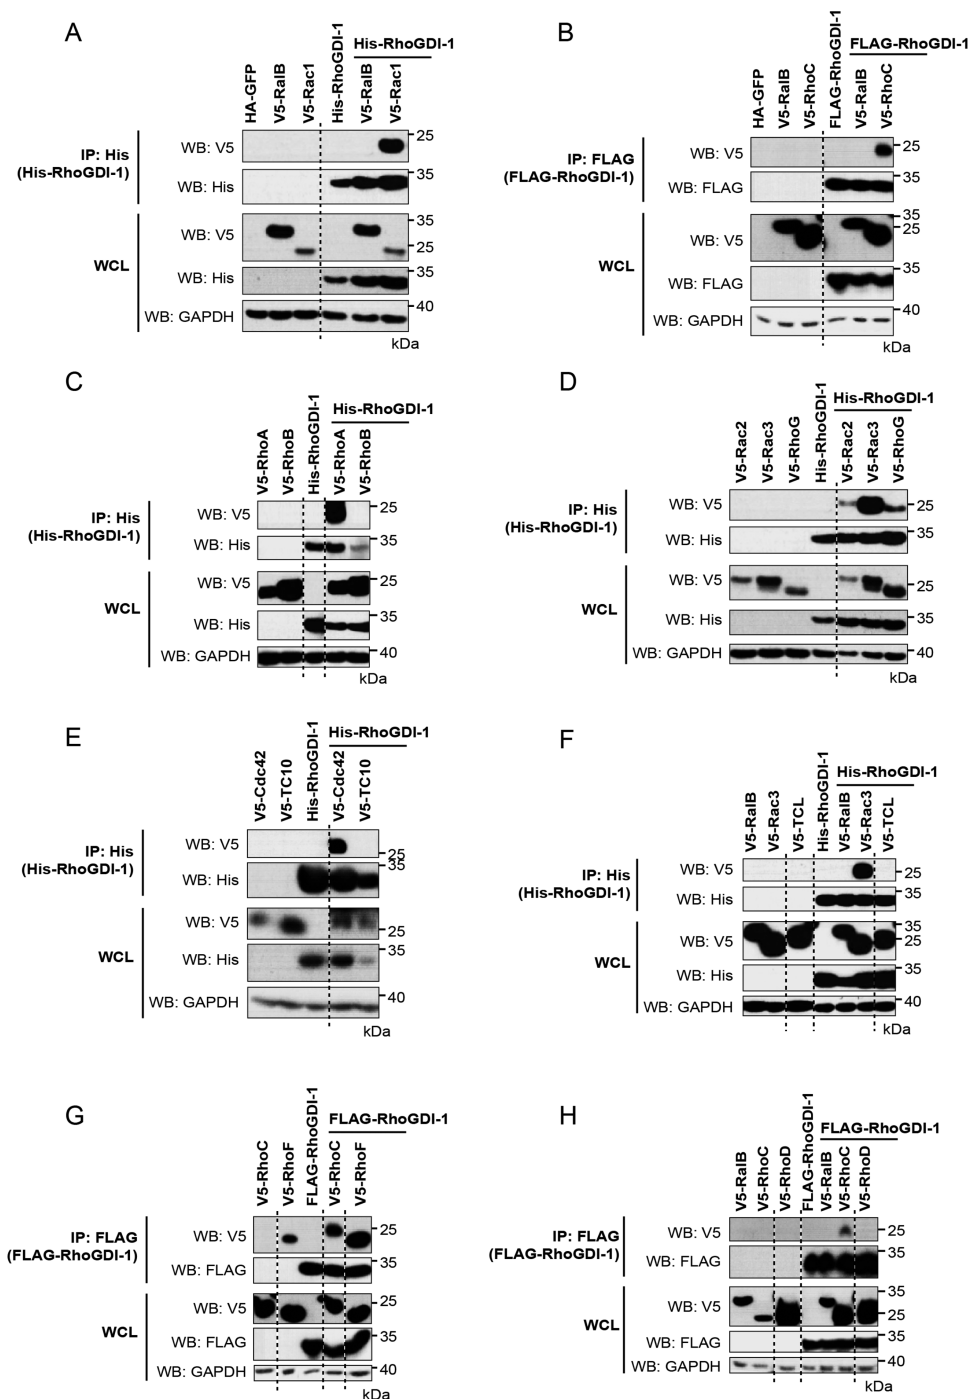 A
HA-GFP
V5-RalB
V5-Rac1
His-RhoGDI-1
His-RhoGDI-1
V5-RalB
V5-Rac1
IP: His
(His-RhoGDI-1)
WB: V5
25
WB: His
35
WCL
WB: V5
35
25
WB: His
35
WB: GAPDH
40
kDa
B
HA-GFP
V5-RalB
V5-RhoC
FLAG-RhoGDI-1
FLAG-RhoGDI-1
V5-RalB
V5-RhoC
IP: FLAG
(FLAG-RhoGDI-1)
WB: V5
25
WB: FLAG
35
WCL
WB: V5
35
25
WB: FLAG
35
WB: GAPDH
40
kDa
C
V5-RhoA
V5-RhoB
His-RhoGDI-1
His-RhoGDI-1
V5-RhoA
V5-RhoB
IP: His
(His-RhoGDI-1)
WB: V5
25
WB: His
35
WCL
WB: V5
25
WB: His
35
WB: GAPDH
40
kDa
D
V5-Rac2
V5-Rac3
V5-RhoG
His-RhoGDI-1
His-RhoGDI-1
V5-Rac2
V5-Rac3
V5-RhoG
IP: His
(His-RhoGDI-1)
WB: V5
25
WB: His
35
WCL
WB: V5
25
WB: His
35
WB: GAPDH
40
kDa
E
V5-Cdc42
V5-TC10
His-RhoGDI-1
His-RhoGDI-1
V5-Cdc42
V5-TC10
IP: His
(His-RhoGDI-1)
WB: V5
25
WB: His
35
WCL
WB: V5
25
WB: His
35
WB: GAPDH
40
kDa
F
V5-RalB
V5-Rac3
V5-TCL
His-RhoGDI-1
His-RhoGDI-1
V5-RalB
V5-Rac3
V5-TCL
IP: His
(His-RhoGDI-1)
WB: V5
25
WB: His
35
WCL
WB: V5
35
25
WB: His
35
WB: GAPDH
40
kDa
G
V5-RhoC
V5-RhoF
FLAG-RhoGDI-1
FLAG-RhoGDI-1
V5-RhoC
V5-RhoF
IP: FLAG
(FLAG-RhoGDI-1)
WB: V5
25
WB: FLAG
35
WCL
WB: V5
25
WB: FLAG
35
WB: GAPDH
40
kDa
H
V5-RalB
V5-RhoC
V5-RhoD
FLAG-RhoGDI-1
FLAG-RhoGDI-1
V5-RalB
V5-RhoC
V5-RhoD
IP: FLAG
(FLAG-RhoGDI-1)
WB: V5
25
WB: FLAG
35
WCL
WB: V5
35
25
WB: FLAG
35
WB: GAPDH
40
kDa